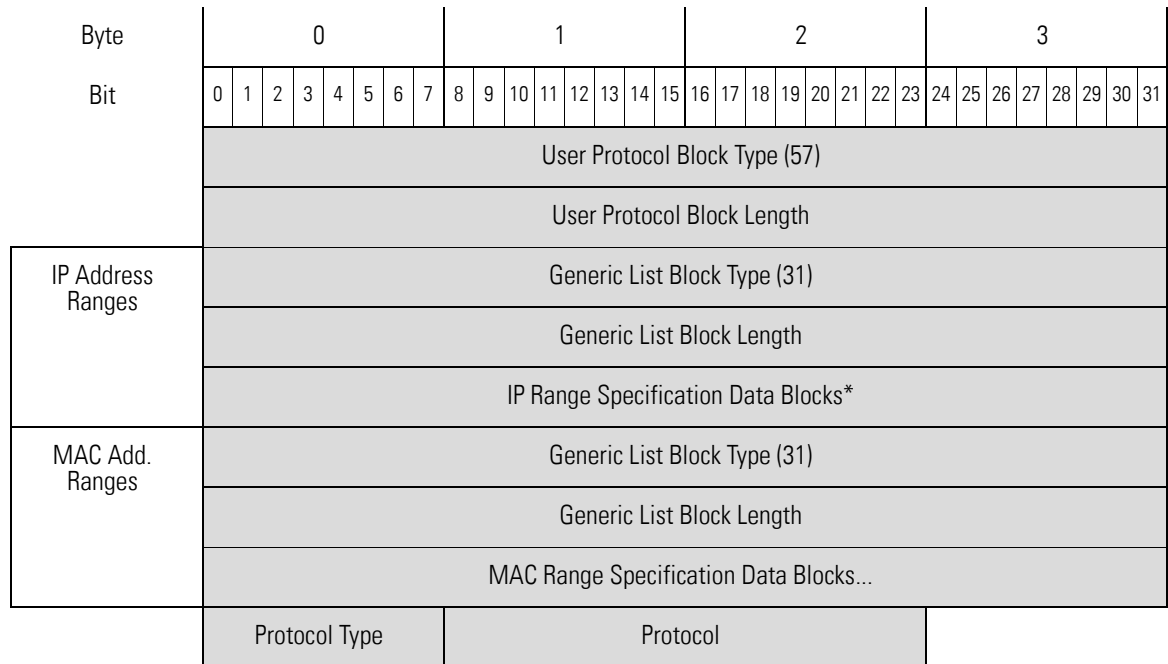 Byte 0 1 2 3
Bit 0 1 2 3 4 5 6 7 8 9 10 11 12 13 14 15 16 17 18 19 20 21 22 23 24 25 26 27 28 29 30 31
User Protocol Block Type (57)
User Protocol Block Length
IP Address
Ranges
Generic List Block Type (31)
Generic List Block Length
IP Range Specification Data Blocks*
MAC Add.
Ranges
Generic List Block Type (31)
Generic List Block Length
MAC Range Specification Data Blocks...
Protocol Type Protocol